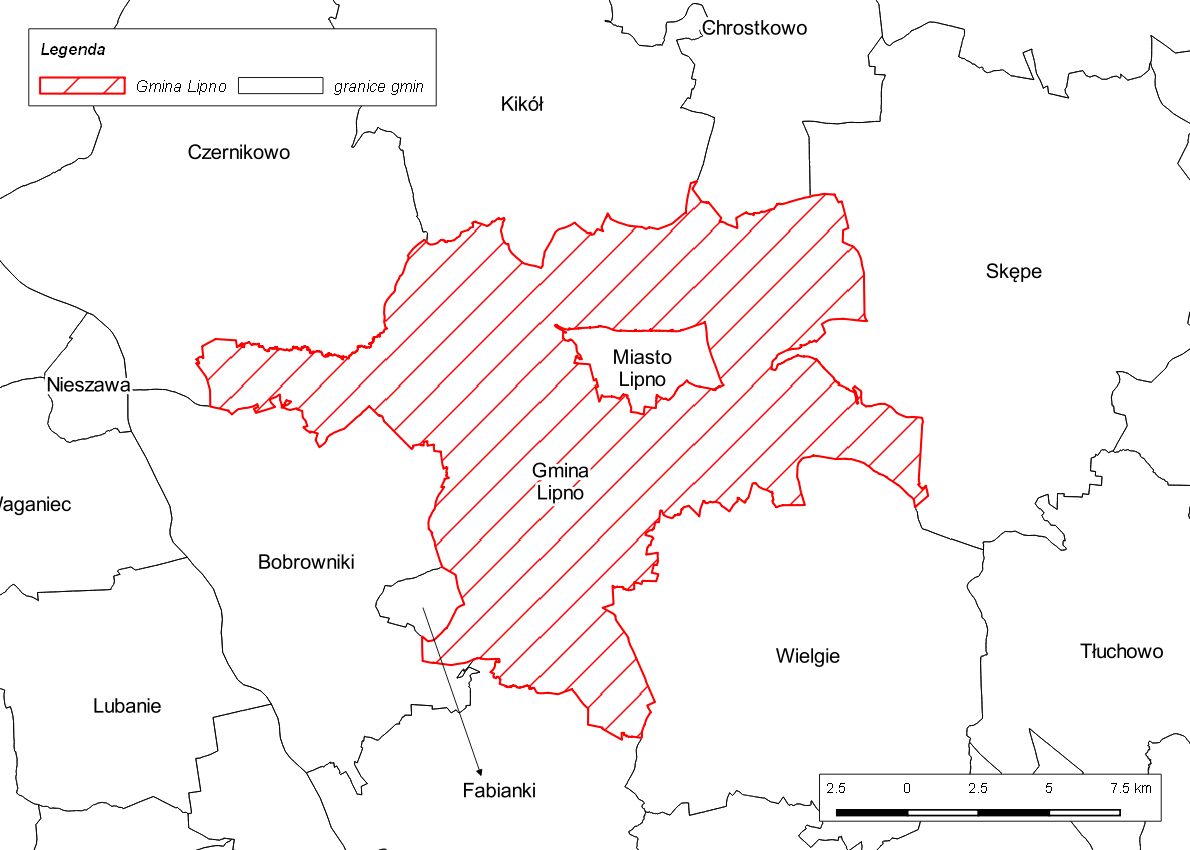 Chrostkowo
Legenda
Gmina Lipno
granice gmin
Kikół
Czernikowo
Skępe
Miasto
Lipno
Nieszawa
Gmina
Lipno
aganiec
Bobrowniki
Wielgie
Tłuchowo
Lubanie
Fabianki
2.5 0 2.5 5 7.5 km